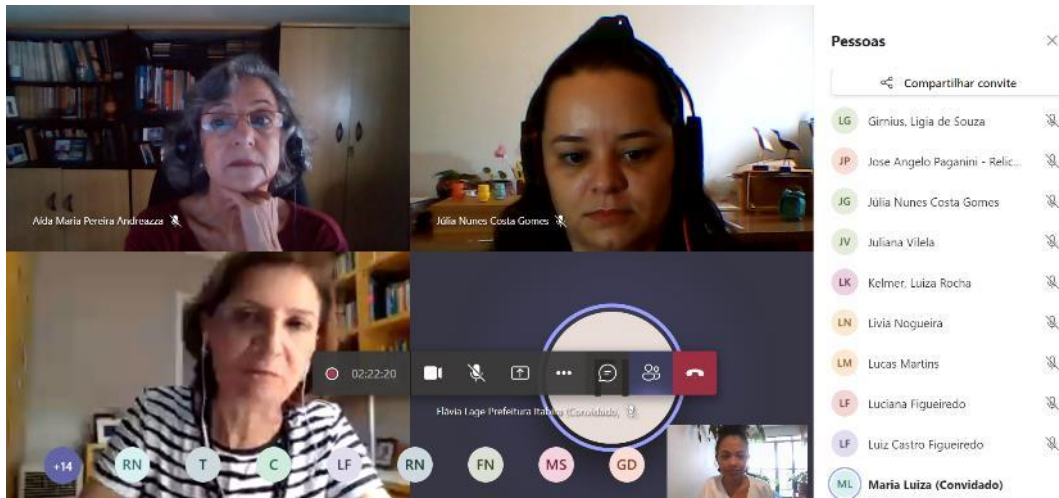 Aída Maria Pereira Andreazza
Júlia Nunes Costa Gomes
02:22:20
Flávia Lage Prefeitura Itabira (Convidado,
+14
RN
T
C
LF
RN
FN
MS
GD
Pessoas
Compartilhar convite
LG Girnius, Ligia de Souza
JP Jose Angelo Paganini - Relic...
JG Júlia Nunes Costa Gomes
JV Juliana Vilela
LK Kelmer, Luiza Rocha
LN Livia Nogueira
LM Lucas Martins
LF Luciana Figueiredo
LF Luiz Castro Figueiredo
ML Maria Luiza (Convidado)